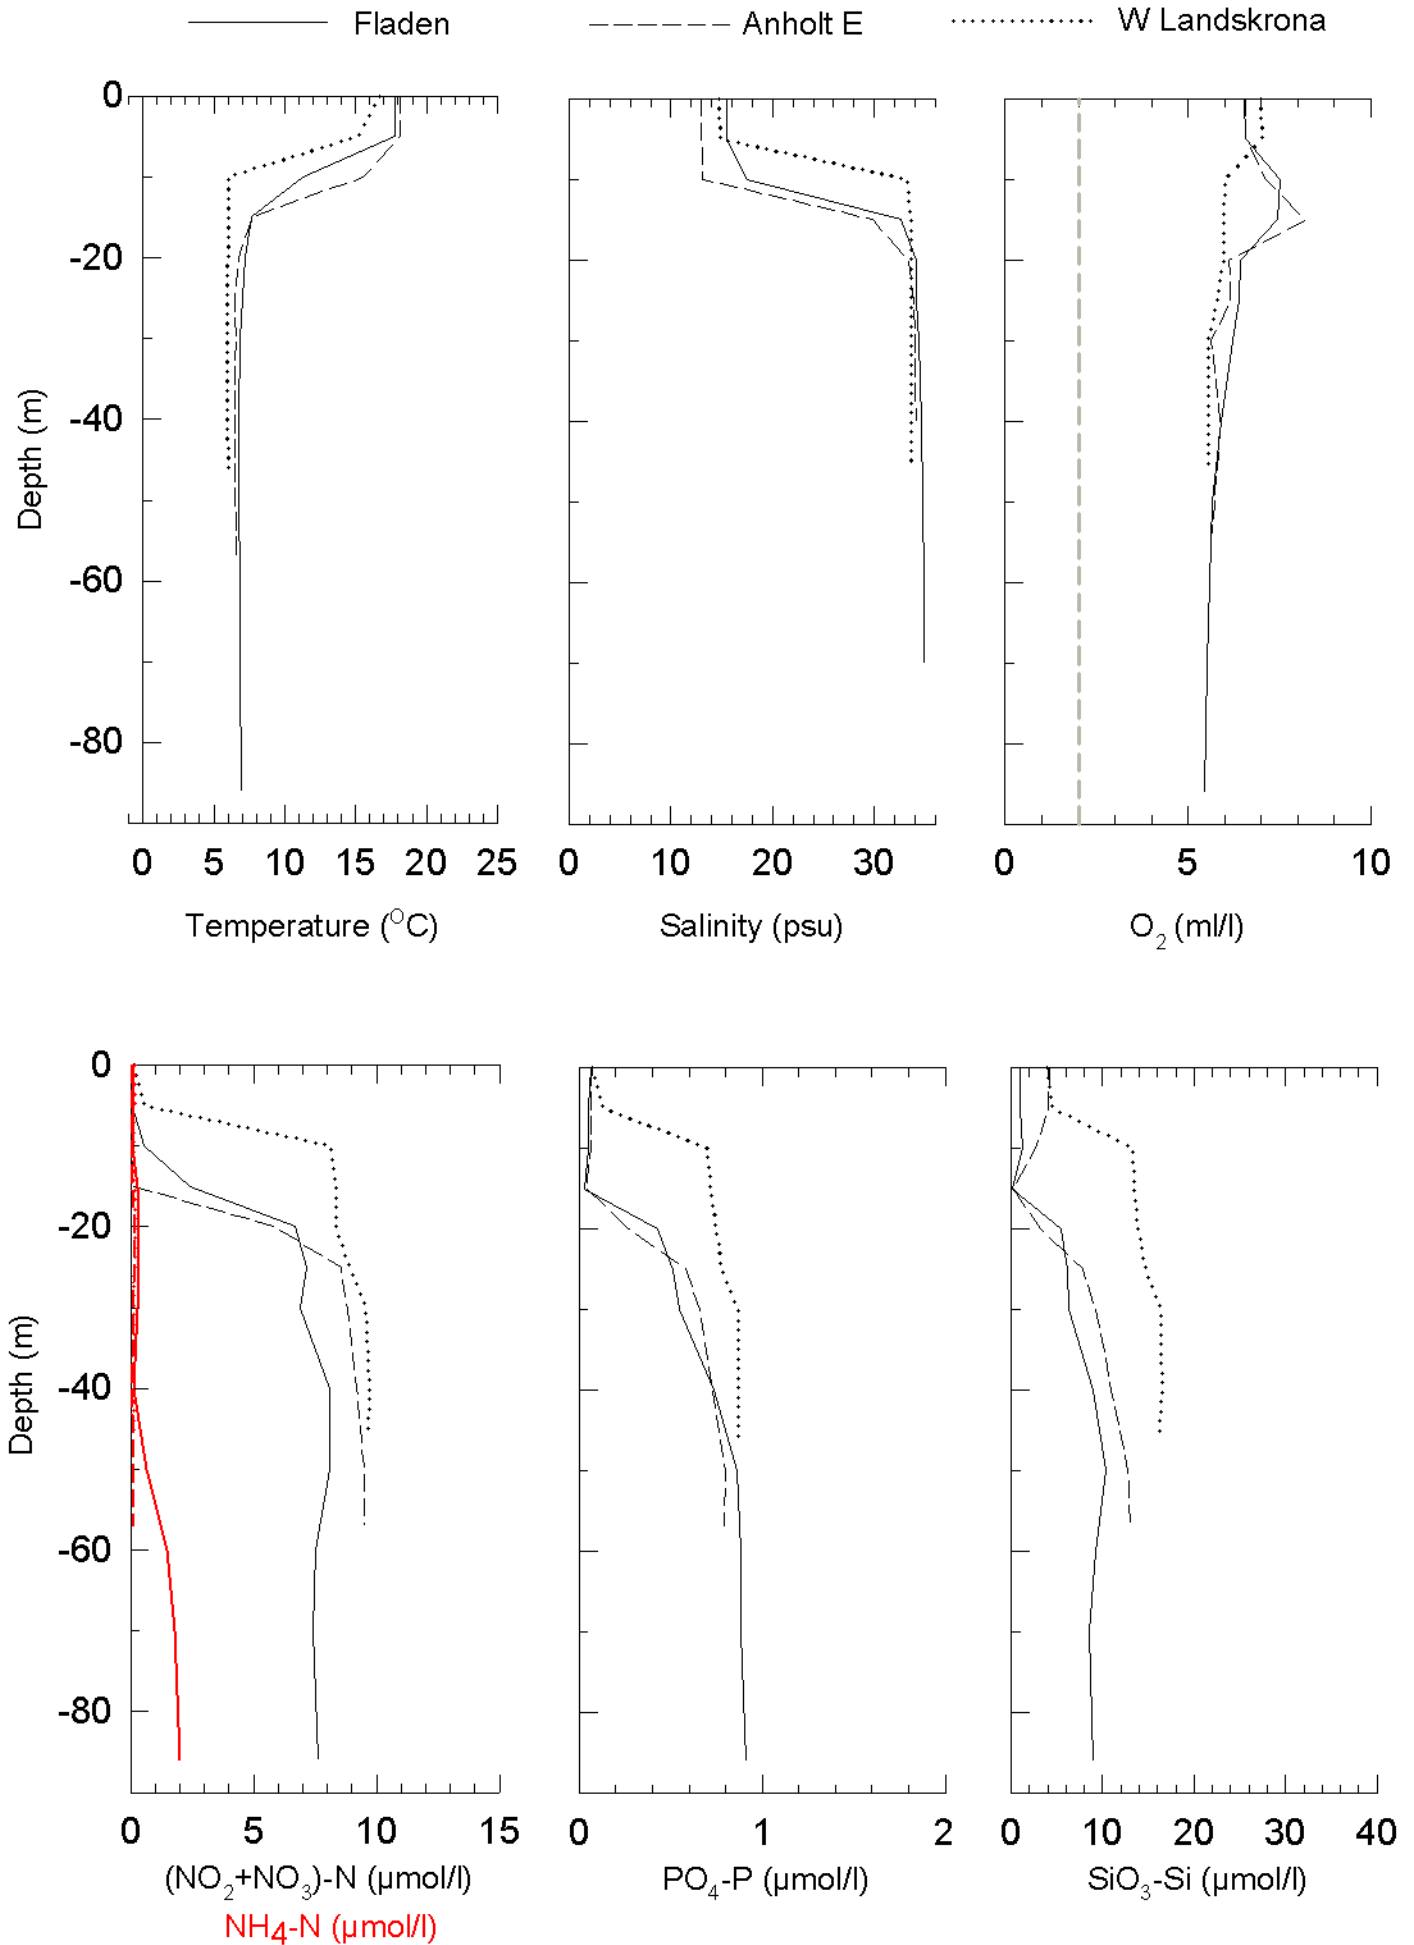 Fladen Anholt E W Landskrona
0
-20
-40
-60
-80
Depth (m)
0 5 10 15 20 25 0 10 20 30 0 5 10
Temperature (°C) Salinity (psu) O2 (ml/l)
0
-20
-40
-60
-80
Depth (m)
0 5 10 15 0 1 2 0 10 20 30 40
(NO2+NO3)-N (µmol/l) PO4-P (µmol/l) SiO3-Si (µmol/l)
NH4-N (µmol/l)